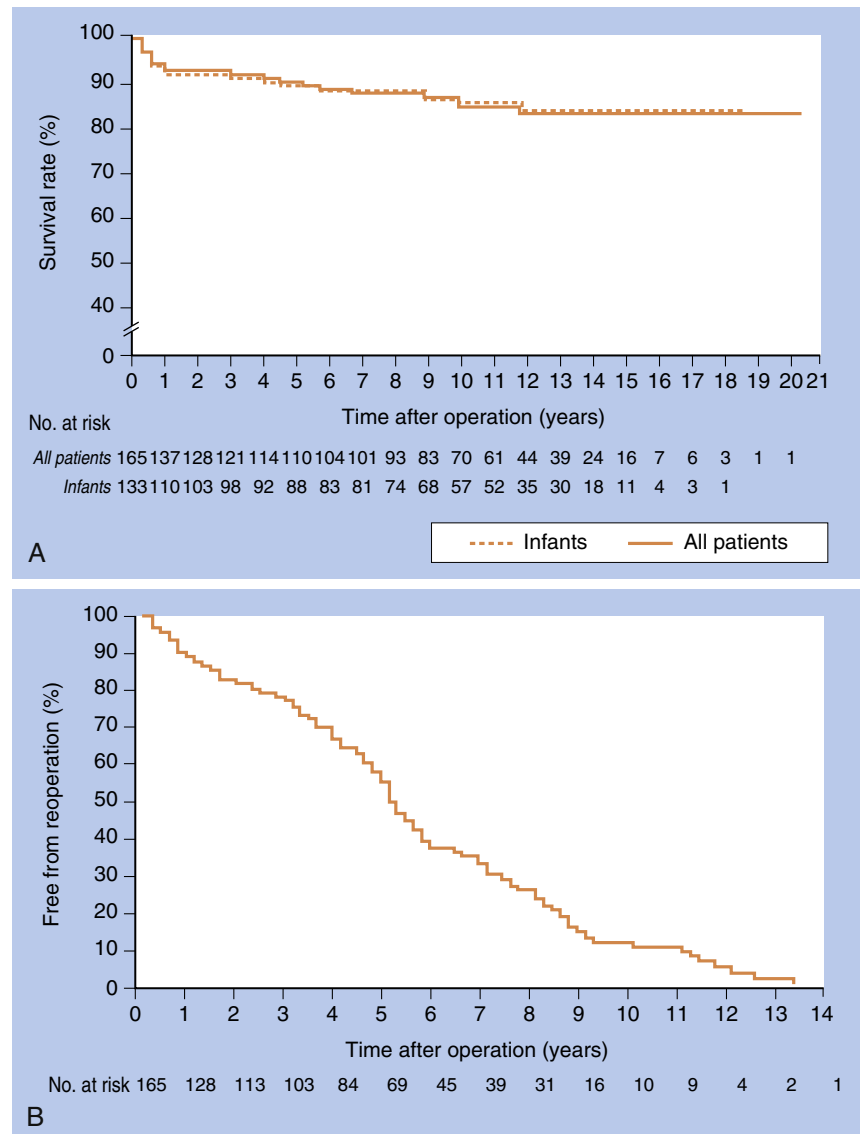 100
90
80
70
60
50
40
0
Survival rate (%)
0 1 2 3 4 5 6 7 8 9 10 11 12 13 14 15 16 17 18 19 20 21
Time after operation (years)
No. at risk
All patients 165 137 128 121 114 110 104 101 93 83 70 61 44 39 24 16 7 6 3 1 1
Infants 133 110 103 98 92 88 83 81 74 68 57 52 35 30 18 11 4 3 1
Infants All patients
A
100
90
80
70
60
50
40
30
20
10
0
Free from reoperation (%)
0 1 2 3 4 5 6 7 8 9 10 11 12 13 14
Time after operation (years)
No. at risk 165 128 113 103 84 69 45 39 31 16 10 9 4 2 1
B